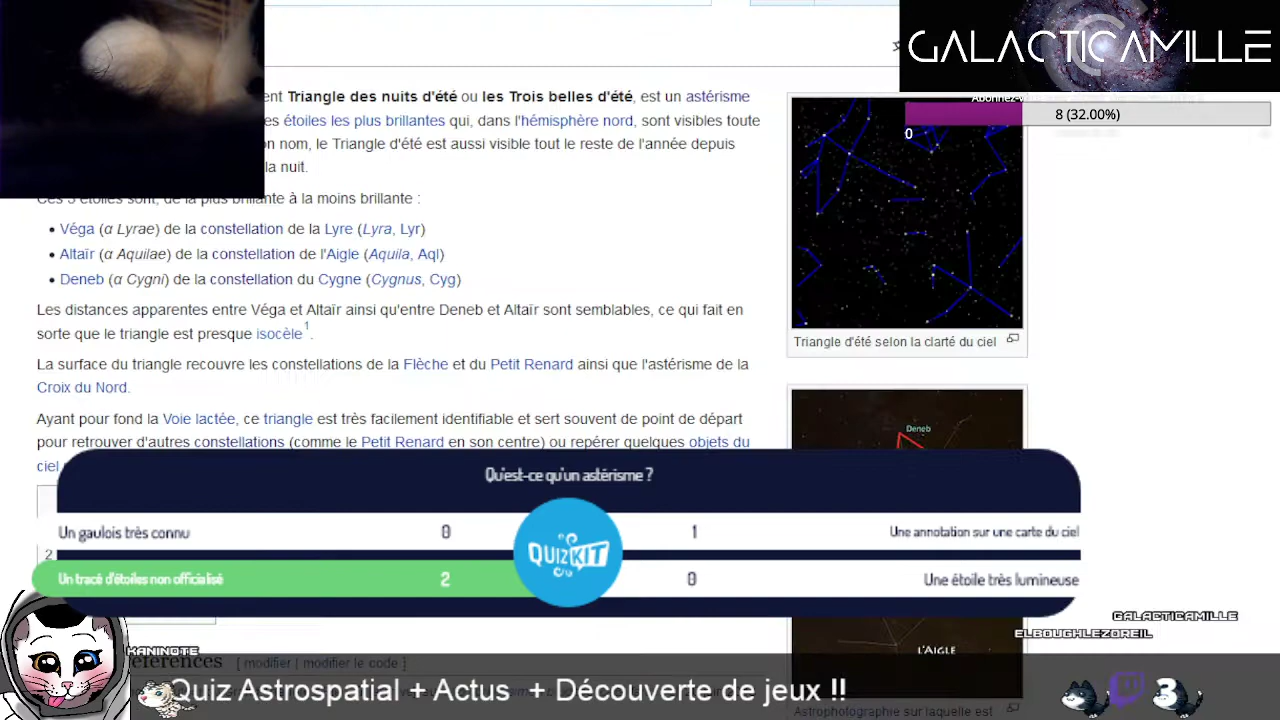 GALACTICAMILLE
Abonnez-v
8 (32.00%)
0
ent Triangle des nuits d'été ou les Trois belles d'été, est un astérisme
es étoiles les plus brillantes qui, dans l'hémisphère nord, sont visibles toute
on nom, le Triangle d'été est aussi visible tout le reste de l'année depuis
la nuit.
Ces 3 étoiles sont, de la plus brillante à la moins brillante :
• Véga (α Lyrae) de la constellation de la Lyre (Lyra, Lyr)
• Altaïr (α Aquilae) de la constellation de l'Aigle (Aquila, Aql)
• Deneb (α Cygni) de la constellation du Cygne (Cygnus, Cyg)
Les distances apparentes entre Véga et Altaïr ainsi qu'entre Deneb et Altaïr sont semblables, ce qui fait en
sorte que le triangle est presque isocèle 1.
La surface du triangle recouvre les constellations de la Flèche et du Petit Renard ainsi que l'astérisme de la
Croix du Nord.
Ayant pour fond la Voie lactée, ce triangle est très facilement identifiable et sert souvent de point de départ
pour retrouver d'autres constellations (comme le Petit Renard en son centre) ou repérer quelques objets du
ciel
Triangle d'été selon la clarté du ciel
Deneb
Qu'est-ce qu'un astérisme ?
Un gaulois très connu 0
1 Une annotation sur une carte du ciel
QUIZKIT
2
Un tracé d'étoiles non officialisé 2
0 Une étoile très lumineuse
GALACTICAMILLE
ELBOUGHLEZOREIL
L'AIGLE
KANINOTE
érences [ modifier | modifier le code ]
Quiz Astrospatial + Actus + Découverte de jeux !!
3
Astrophotographie sur laquelle est